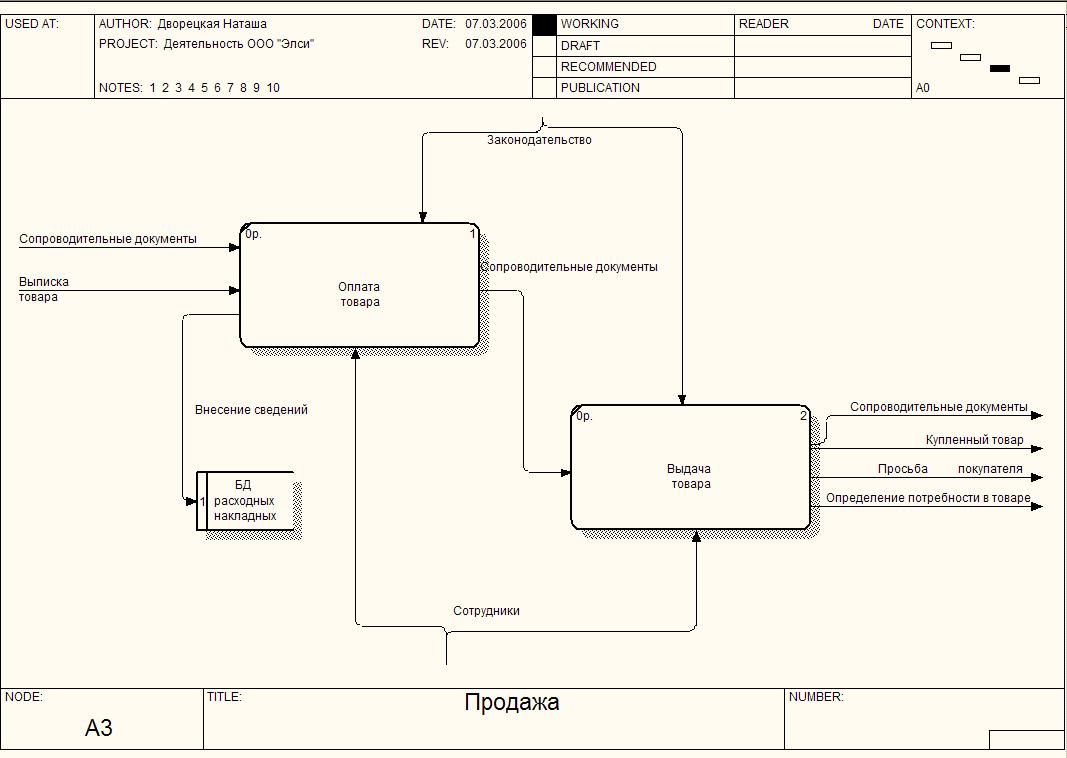 USED AT:
AUTHOR: Дворецкая Наташа
DATE: 07.03.2006
PROJECT: Деятельность ООО "Элси"
REV: 07.03.2006
NOTES: 1 2 3 4 5 6 7 8 9 10
WORKING
DRAFT
RECOMMENDED
PUBLICATION
READER DATE
CONTEXT:
A0
Законодательство
Сопроводительные документы
Выписка
товара
0р. 1
Оплата
товара
Сопроводительные документы
Внесение сведений
1
БД
расходных
накладных
0р. 2
Выдача
товара
Сопроводительные документы
Купленный товар
Просьба покупателя
Определение потребности в товаре
Сотрудники
NODE:
A3
TITLE:
Продажа
NUMBER: